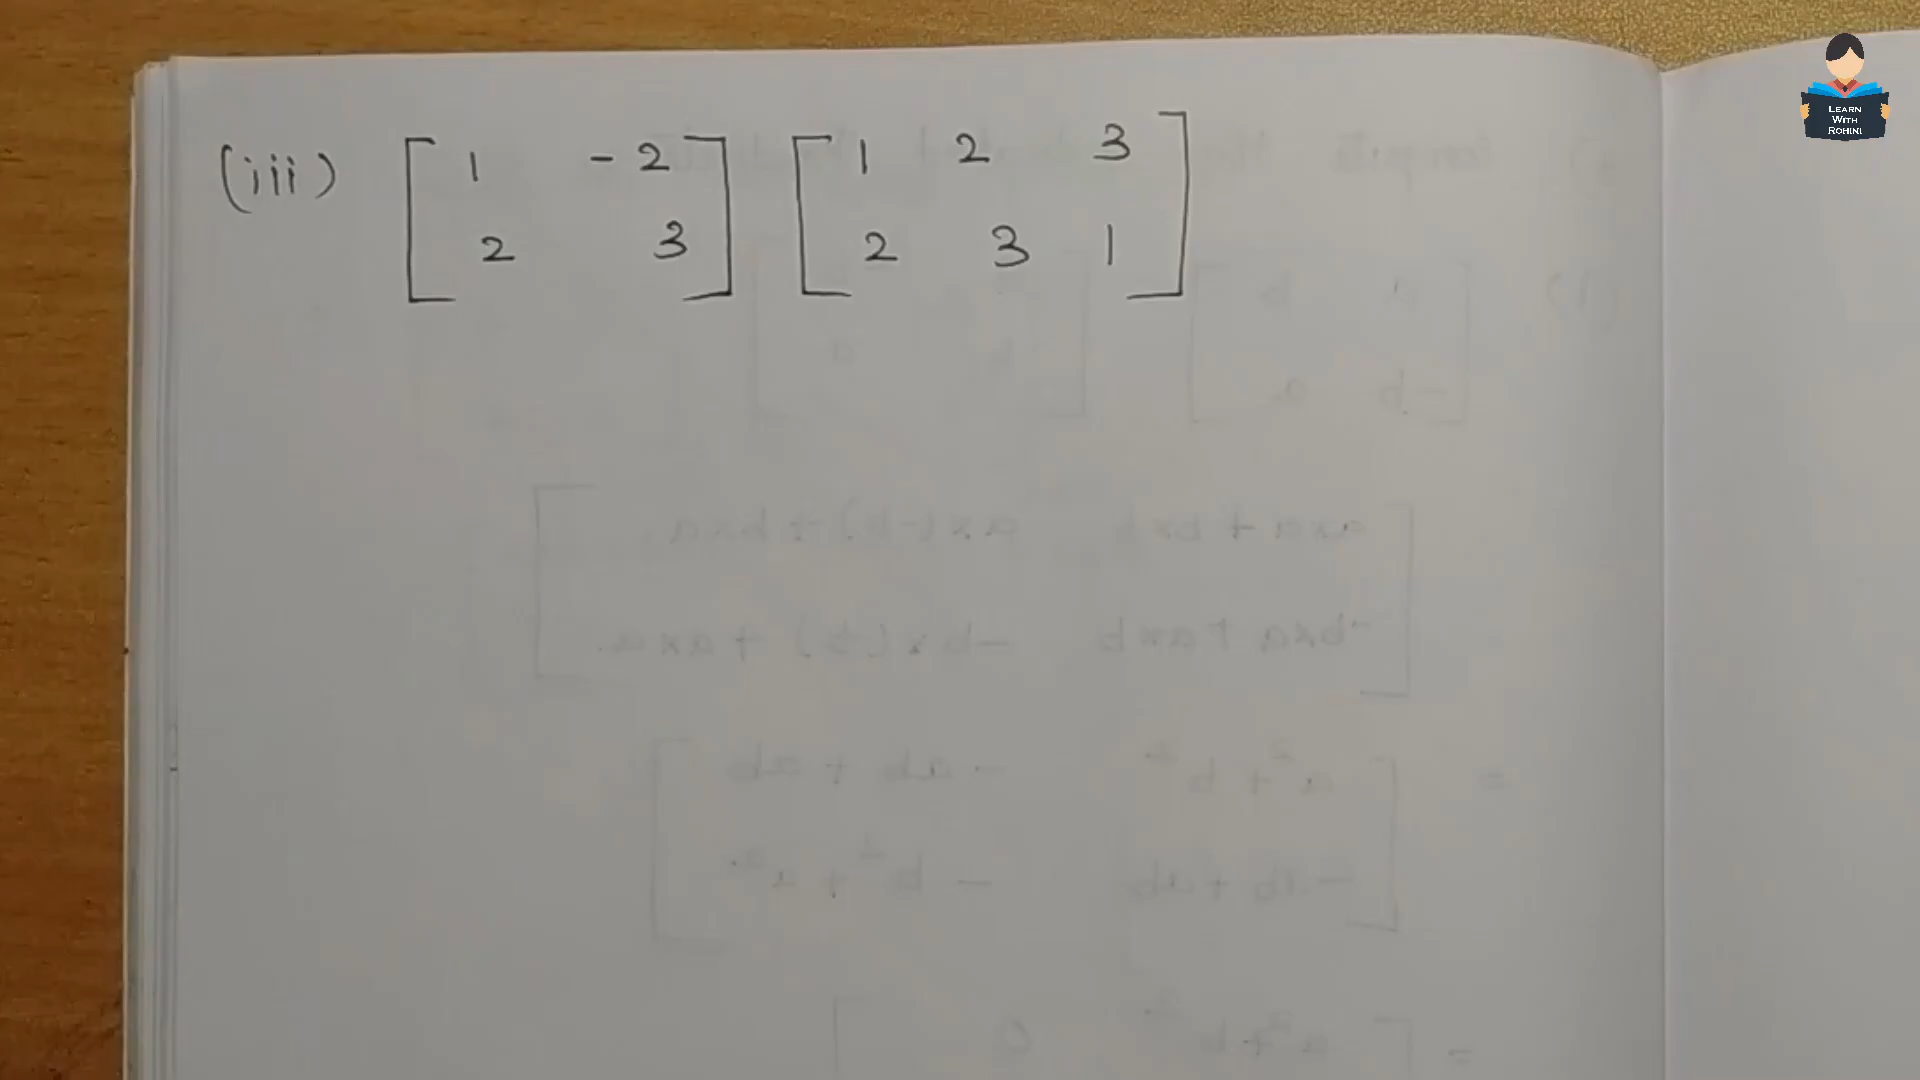 (iii) [ 1 -2 ] [ 1 2 3 ]
[ 2 3 ] [ 2 3 1 ]
LEARN
WITH
ROHINI